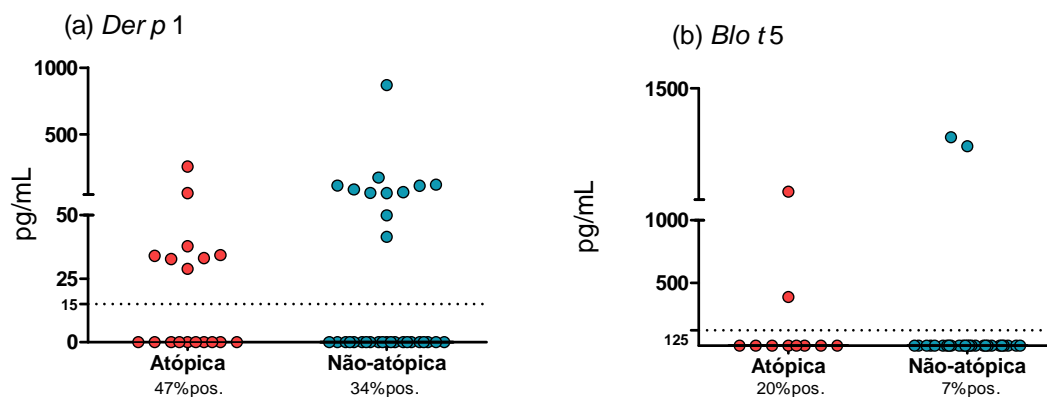 (a) Der p 1
1000
500
50
25
15
0
pg/mL
Atópica
47%pos.
Não-atópica
34%pos.
(b) Blo t 5
1500
1000
500
125
pg/mL
Atópica
20%pos.
Não-atópica
7%pos.